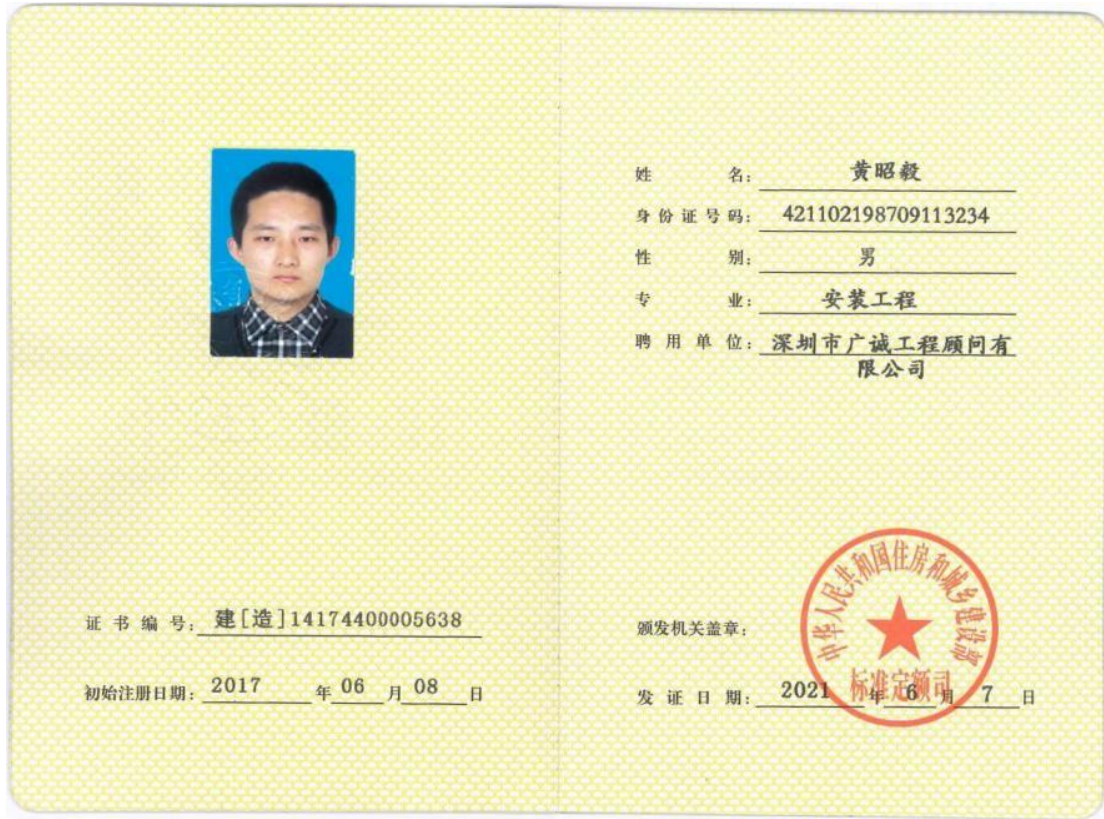 姓 名: 黄昭毅
身份证号码: 421102198709113234
性 别: 男
专 业: 安装工程
聘用单位: 深圳市广诚工程顾问有
限公司
证书编号: 建[造]14174400005638
初始注册日期: 2017 年 06 月 08 日
颁发机关盖章:
中华人民共和国住房和城乡建设部
标准定额司
发证日期: 2021 年 6 月 7 日